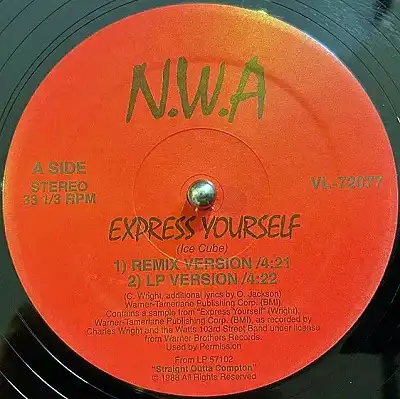 N.W.A
A SIDE
STEREO
33 1/3 RPM
VL-72077
EXPRESS YOURSELF
(Ice Cube)
1) REMIX VERSION /4:21
2) LP VERSION /4:22
(C. Wright, additional lyrics by O. Jackson)
Warner-Tamerlane Publishing Corp. (BMI)
Contains a sample from "Express Yourself" (Wright),
Warner-Tamerlane Publishing Corp. (BMI), as recorded by
Charles Wright and the Watts 103rd Street Band under license
from Warner Brothers Records.
Used by Permission
From LP 57102
"Straight Outta Compton"
© 1988 All Rights Reserved